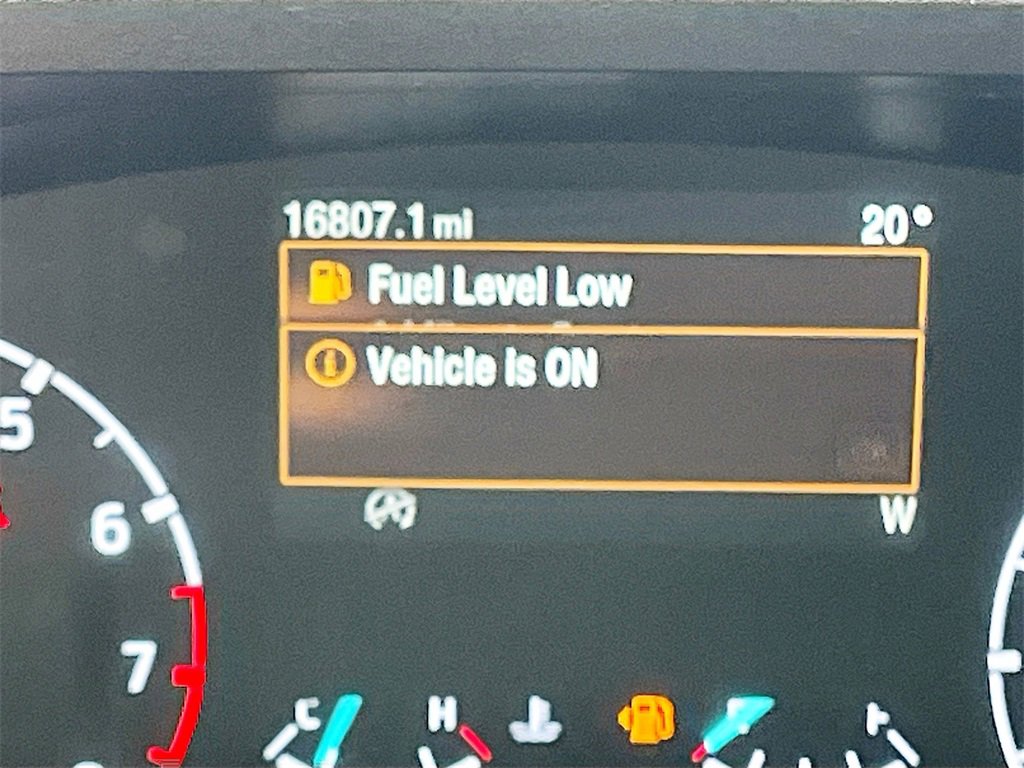 16807.1 mi 20°
Fuel Level Low
Vehicle is ON
W
5
6
7
C H